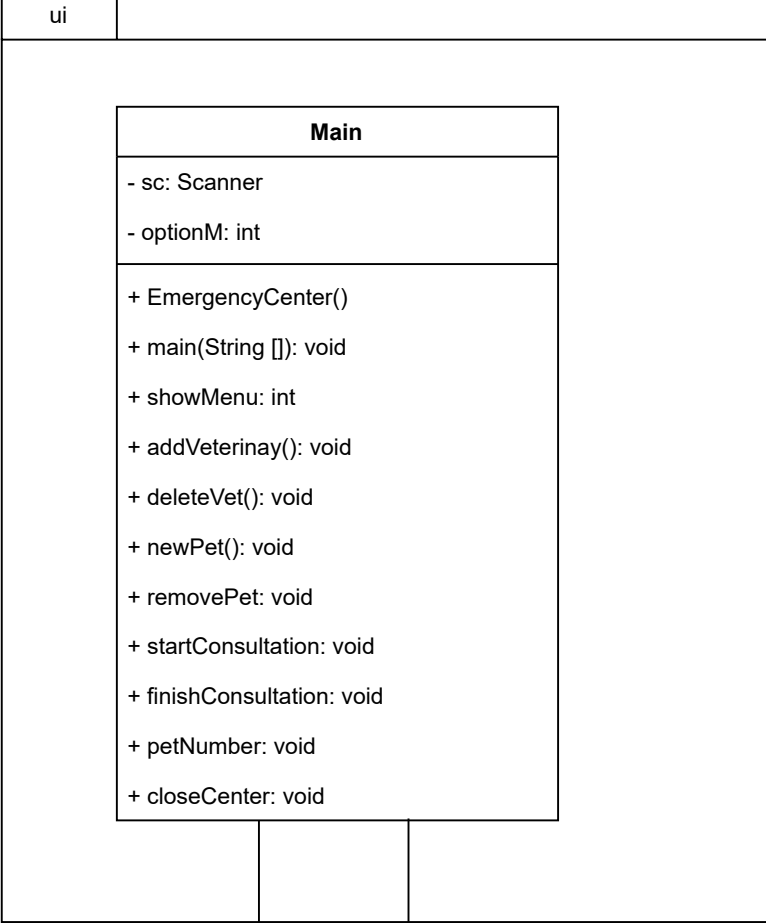 ui
Main
- sc: Scanner
- optionM: int
+ EmergencyCenter()
+ main(String []): void
+ showMenu: int
+ addVeterinay(): void
+ deleteVet(): void
+ newPet(): void
+ removePet: void
+ startConsultation: void
+ finishConsultation: void
+ petNumber: void
+ closeCenter: void